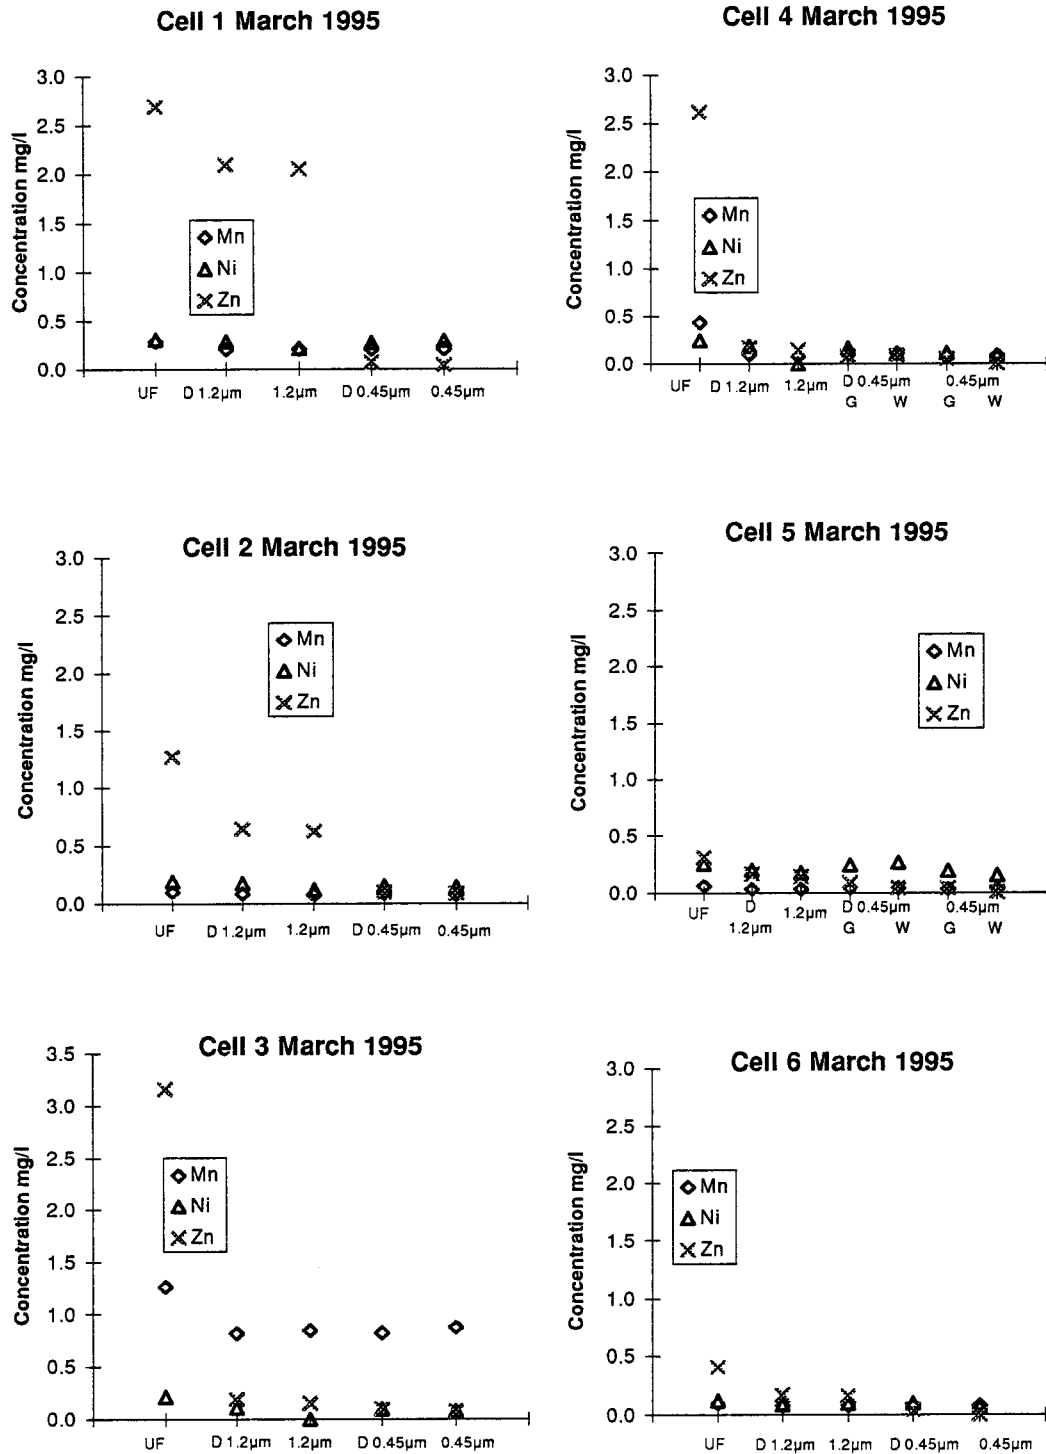 Cell 1 March 1995
Concentration mg/l
3.0
2.5
2.0
1.5
1.0
0.5
0.0
Mn
Ni
Zn
UF D 1.2µm 1.2µm D 0.45µm 0.45µm
Cell 4 March 1995
Concentration mg/l
3.0
2.5
2.0
1.5
1.0
0.5
0.0
Mn
Ni
Zn
UF D 1.2µm 1.2µm D 0.45µm 0.45µm
G W G W
Cell 2 March 1995
Concentration mg/l
3.0
2.5
2.0
1.5
1.0
0.5
0.0
Mn
Ni
Zn
UF D 1.2µm 1.2µm D 0.45µm 0.45µm
Cell 5 March 1995
Concentration mg/l
3.0
2.5
2.0
1.5
1.0
0.5
0.0
Mn
Ni
Zn
UF D 1.2µm D 0.45µm 0.45µm
1.2µm G W G W
Cell 3 March 1995
Concentration mg/l
3.5
3.0
2.5
2.0
1.5
1.0
0.5
0.0
Mn
Ni
Zn
UF D 1.2µm 1.2µm D 0.45µm 0.45µm
Cell 6 March 1995
Concentration mg/l
3.0
2.5
2.0
1.5
1.0
0.5
0.0
Mn
Ni
Zn
UF D 1.2µm 1.2µm D 0.45µm 0.45µm